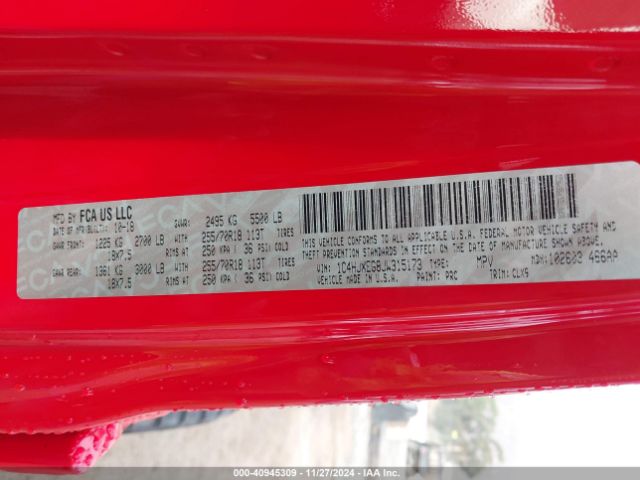 MFD BY FCA US LLC
DATE OF MFR: 10-18 GVWR: 2495 KG 5500 LB
GAWR FRONT: 1225 KG 2700 LB WITH 255/70R18 113T TIRES
18X7.5 RIMS AT 250 KPA ( 36 PSI) COLD
GAWR REAR: 1361 KG 3000 LB WITH 255/70R18 113T TIRES
18X7.5 RIMS AT 250 KPA ( 36 PSI) COLD
THIS VEHICLE CONFORMS TO ALL APPLICABLE U.S.A. FEDERAL MOTOR VEHICLE SAFETY AND
THEFT PREVENTION STANDARDS IN EFFECT ON THE DATE OF MANUFACTURE SHOWN ABOVE.
VIN: 1C4HJXEG8JW315173 TYPE: MPV MDH: 102603 466AA
VEHICLE MADE IN U.S.A. PAINT: PRC TRIM: CLX9
000-40945309 | 11/27/2024 - IAA Inc.